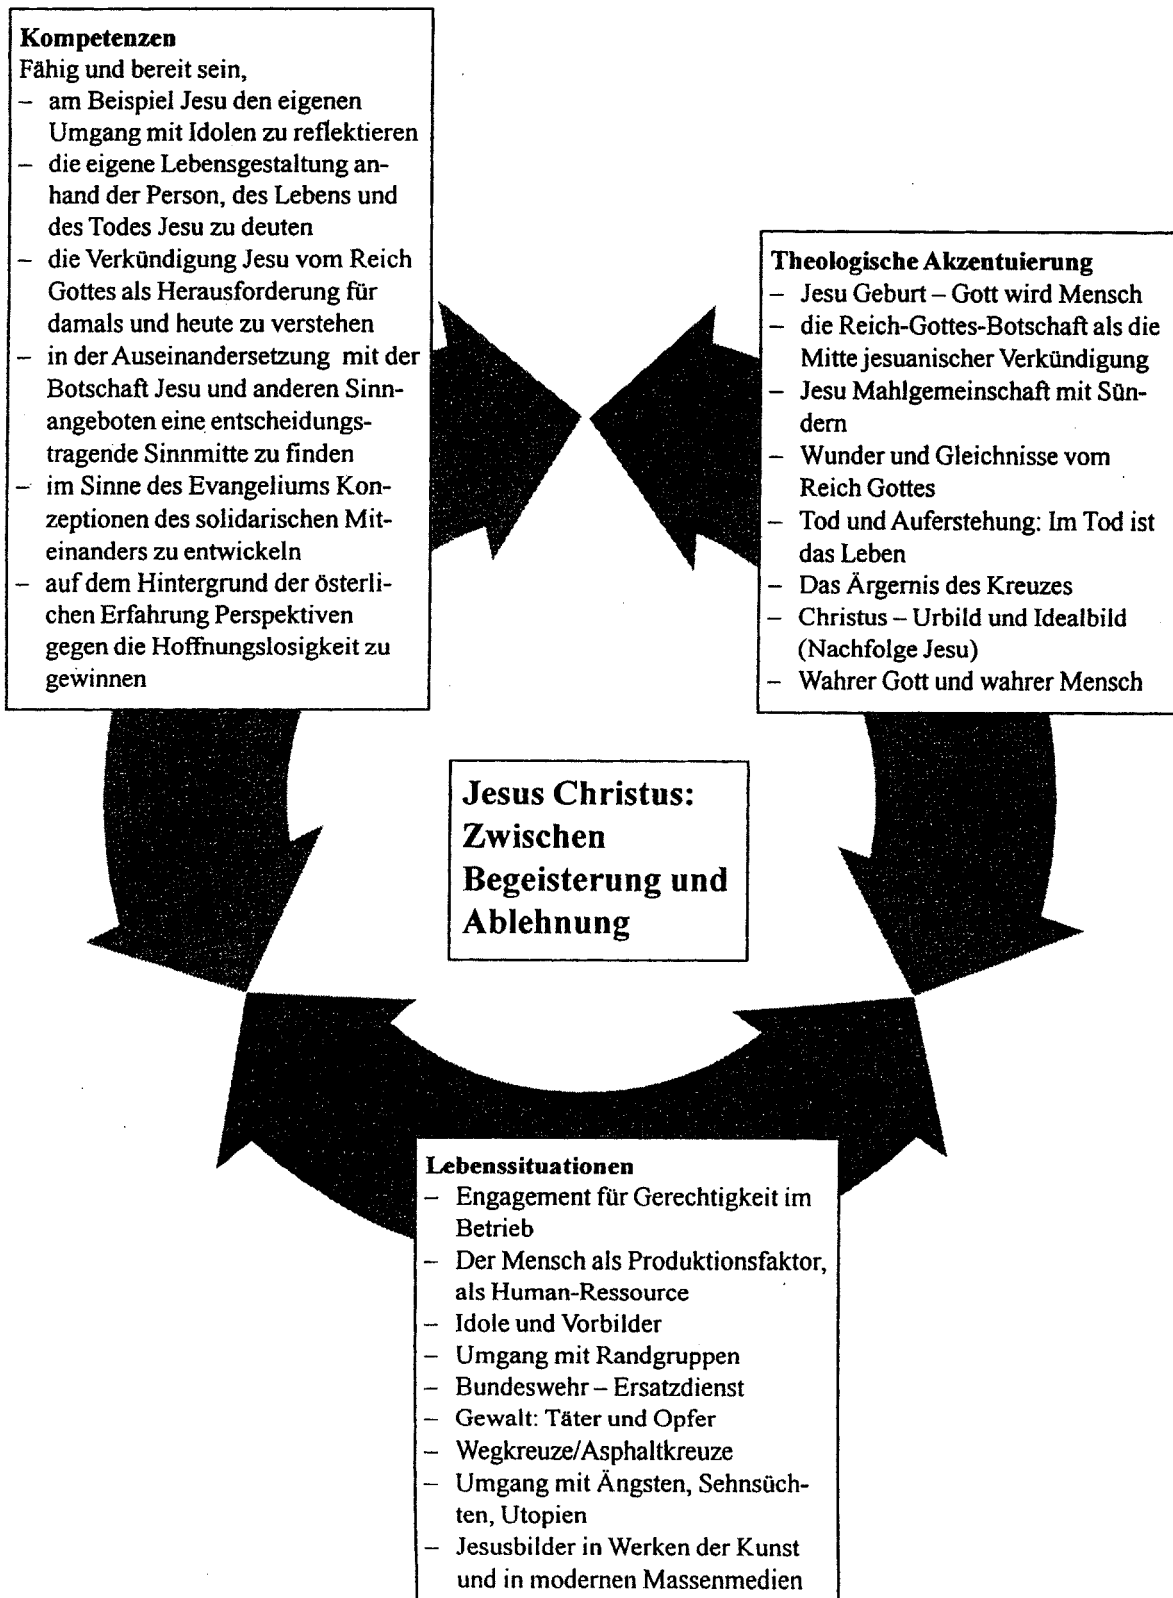 Kompetenzen
Fähig und bereit sein,
– am Beispiel Jesu den eigenen
Umgang mit Idolen zu reflektieren
– die eigene Lebensgestaltung an-
hand der Person, des Lebens und
des Todes Jesu zu deuten
– die Verkündigung Jesu vom Reich
Gottes als Herausforderung für
damals und heute zu verstehen
– in der Auseinandersetzung mit der
Botschaft Jesu und anderen Sinn-
angeboten eine entscheidungs-
tragende Sinnmitte zu finden
– im Sinne des Evangeliums Kon-
zeptionen des solidarischen Mit-
einanders zu entwickeln
– auf dem Hintergrund der österli-
chen Erfahrung Perspektiven
gegen die Hoffnungslosigkeit zu
gewinnen
Theologische Akzentuierung
– Jesu Geburt – Gott wird Mensch
– die Reich-Gottes-Botschaft als die
Mitte jesuanischer Verkündigung
– Jesu Mahlgemeinschaft mit Sün-
dern
– Wunder und Gleichnisse vom
Reich Gottes
– Tod und Auferstehung: Im Tod ist
das Leben
– Das Ärgernis des Kreuzes
– Christus – Urbild und Idealbild
(Nachfolge Jesu)
– Wahrer Gott und wahrer Mensch
Jesus Christus:
Zwischen
Begeisterung und
Ablehnung
Lebenssituationen
– Engagement für Gerechtigkeit im
Betrieb
– Der Mensch als Produktionsfaktor,
als Human-Ressource
– Idole und Vorbilder
– Umgang mit Randgruppen
– Bundeswehr – Ersatzdienst
– Gewalt: Täter und Opfer
– Wegkreuze/Asphaltkreuze
– Umgang mit Ängsten, Sehnsüch-
ten, Utopien
– Jesusbilder in Werken der Kunst
und in modernen Massenmedien